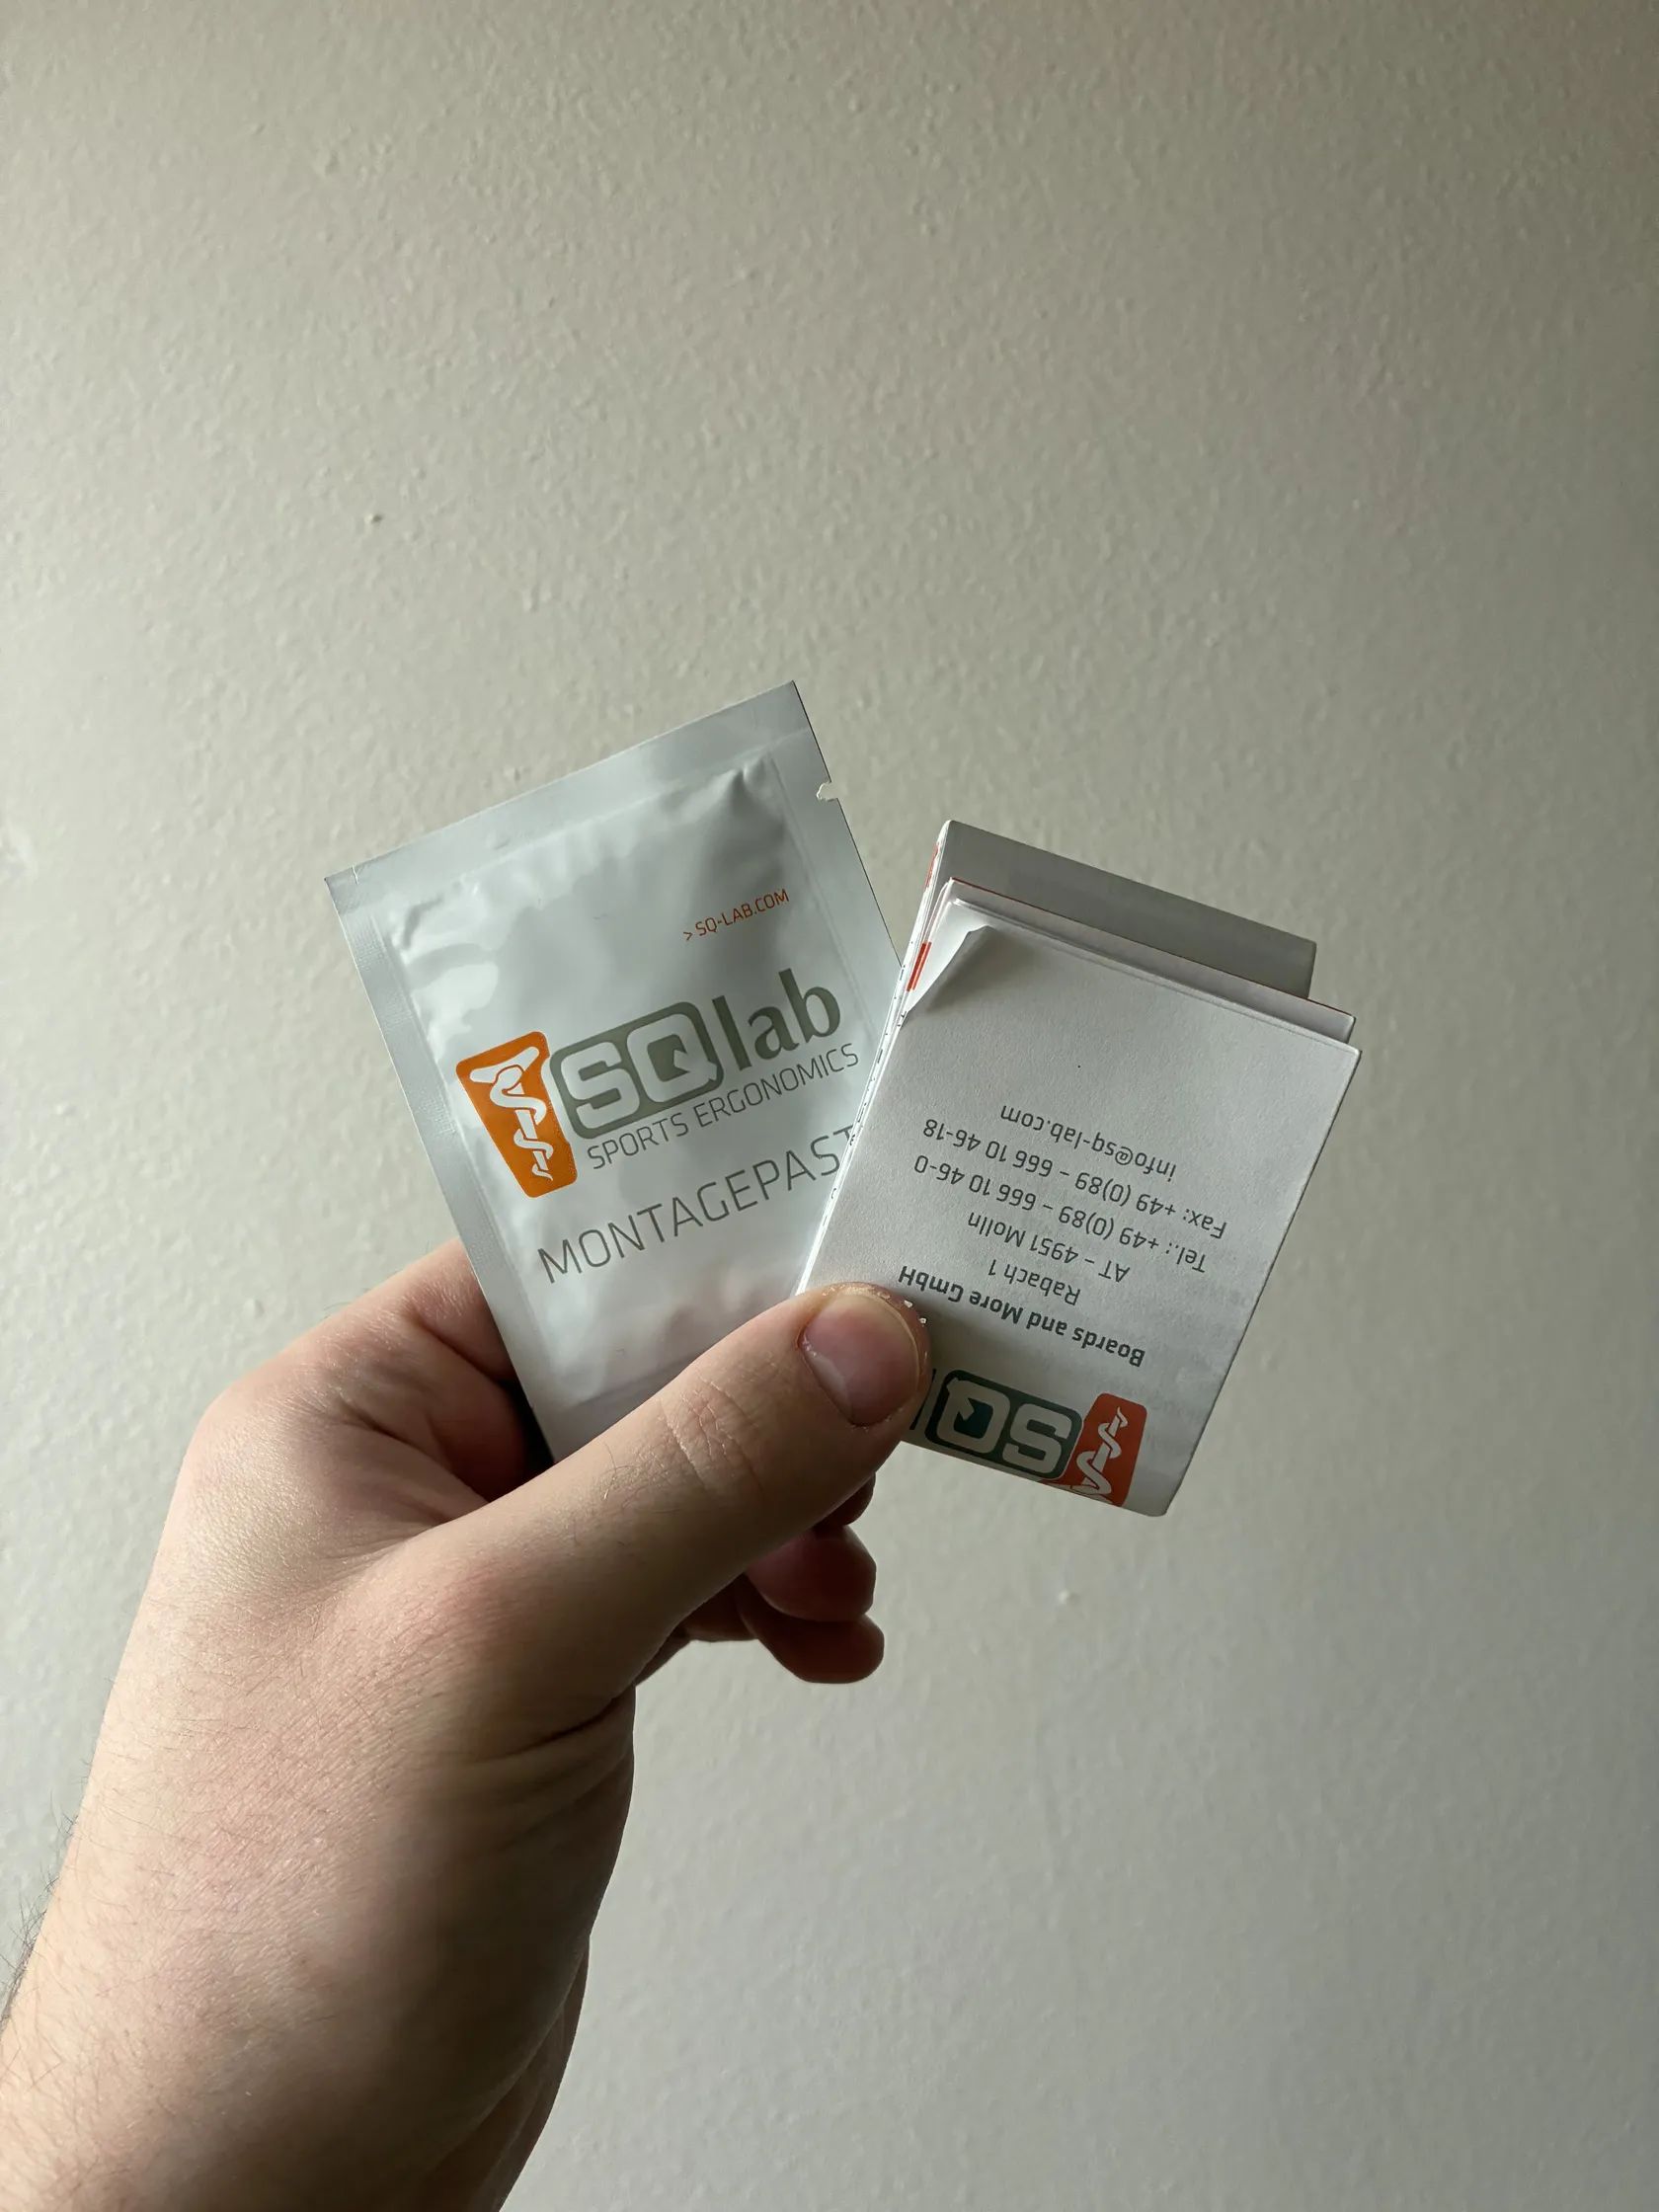 > SQ-LAB.COM
SQlab
SPORTS ERGONOMICS
MONTAGEPAST
SQ
Boards and More GmbH
Rabach 1
AT – 4951 Molln
Tel.: +49 (0)89 – 666 10 46-0
Fax: +49 (0)89 – 666 10 46-18
info@sq-lab.com